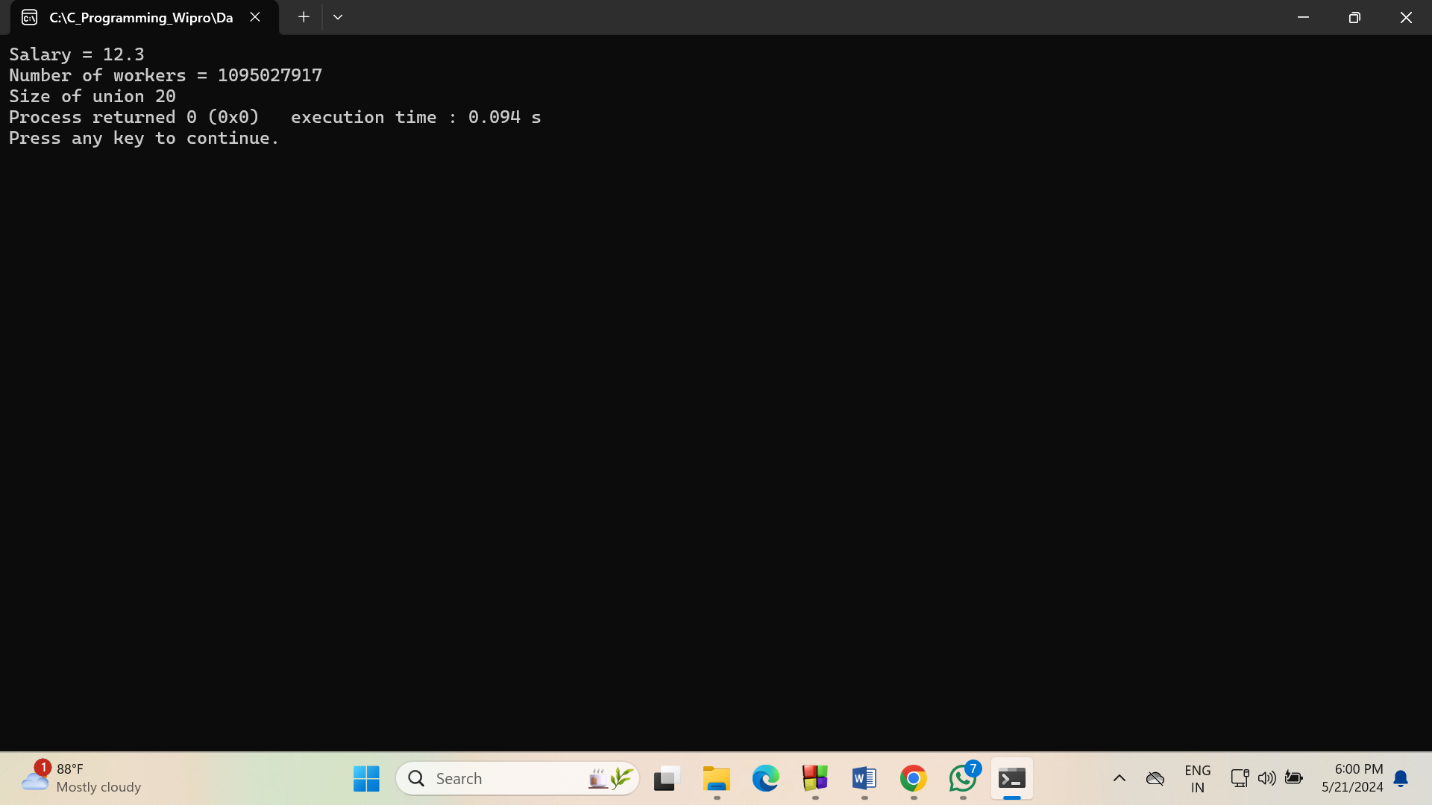 C:\C_Programming_Wipro\Da
Salary = 12.3
Number of workers = 1095027917
Size of union 20
Process returned 0 (0x0)   execution time : 0.094 s
Press any key to continue.
1
88°F
Mostly cloudy
Search
7
ENG
IN
6:00 PM
5/21/2024